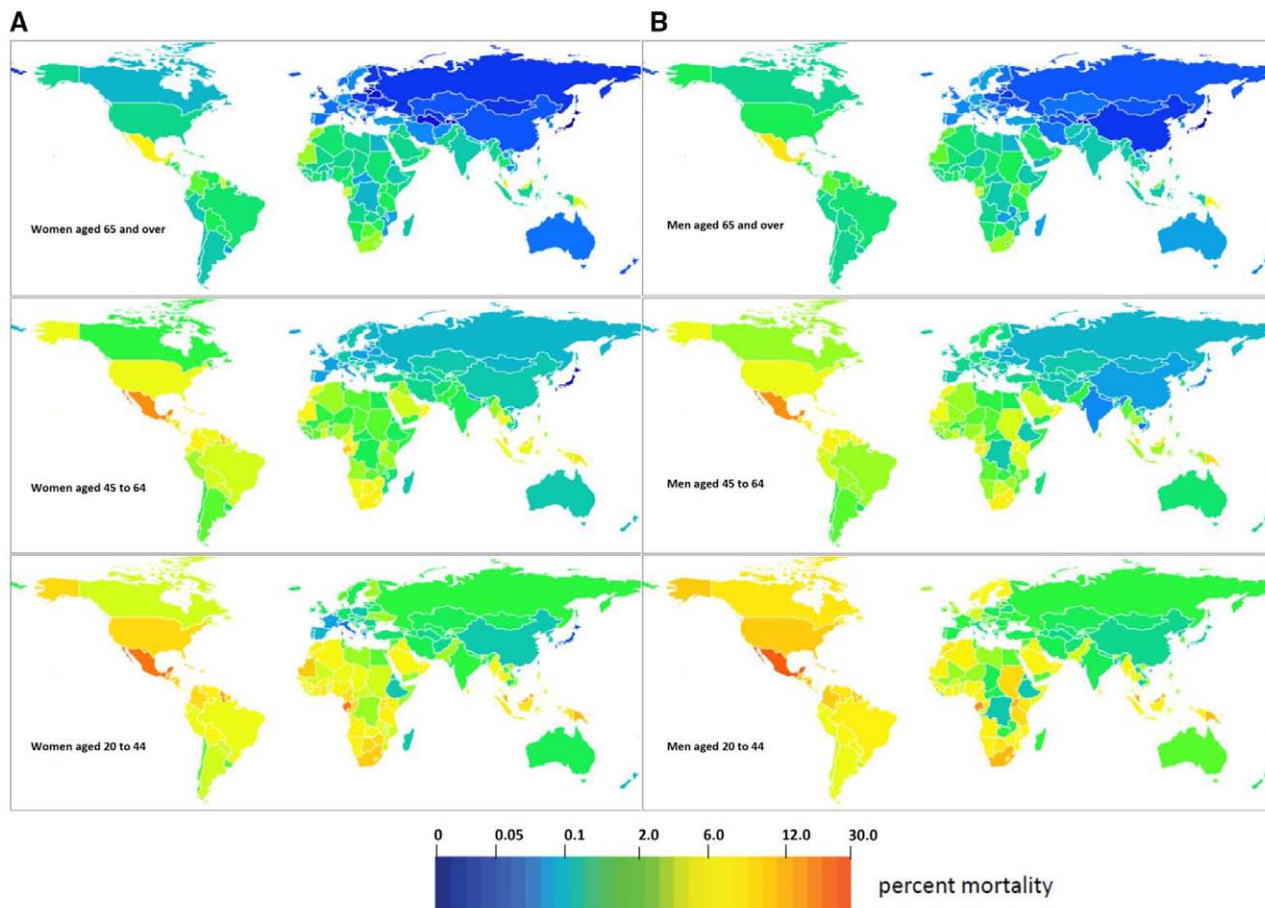 A
B
Women aged 65 and over
Men aged 65 and over
Women aged 45 to 64
Men aged 45 to 64
Women aged 20 to 44
Men aged 20 to 44
0 0.05 0.1 2.0 6.0 12.0 30.0
percent mortality